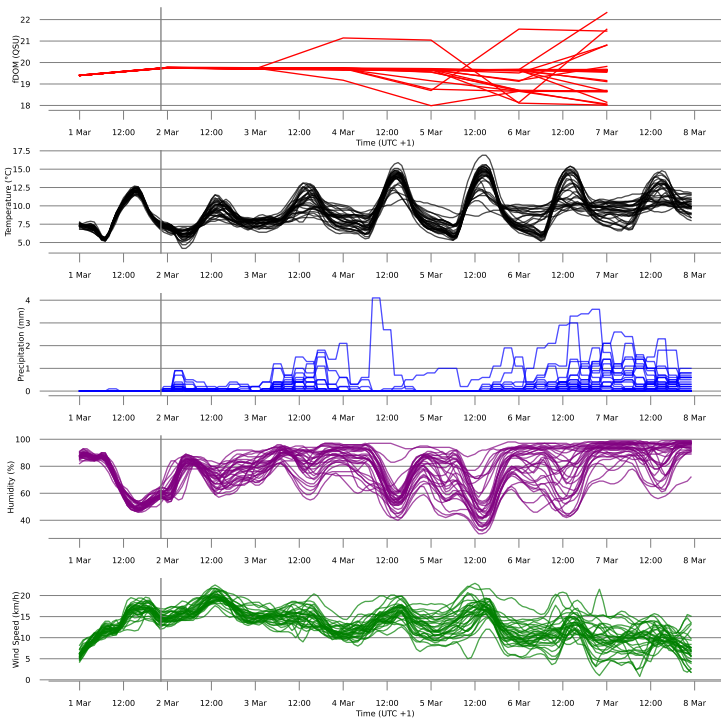 22
21
20
19
18
fDOM (QSU)
1 Mar 12:00 2 Mar 12:00 3 Mar 12:00 4 Mar 12:00 5 Mar 12:00 6 Mar 12:00 7 Mar 12:00 8 Mar
Time (UTC +1)
17.5
15.0
12.5
10.0
7.5
5.0
Temperature (°C)
1 Mar 12:00 2 Mar 12:00 3 Mar 12:00 4 Mar 12:00 5 Mar 12:00 6 Mar 12:00 7 Mar 12:00 8 Mar
4
3
2
1
0
Precipitation (mm)
1 Mar 12:00 2 Mar 12:00 3 Mar 12:00 4 Mar 12:00 5 Mar 12:00 6 Mar 12:00 7 Mar 12:00 8 Mar
100
80
60
40
Humidity (%)
1 Mar 12:00 2 Mar 12:00 3 Mar 12:00 4 Mar 12:00 5 Mar 12:00 6 Mar 12:00 7 Mar 12:00 8 Mar
20
15
10
5
0
Wind Speed (km/h)
1 Mar 12:00 2 Mar 12:00 3 Mar 12:00 4 Mar 12:00 5 Mar 12:00 6 Mar 12:00 7 Mar 12:00 8 Mar
Time (UTC +1)